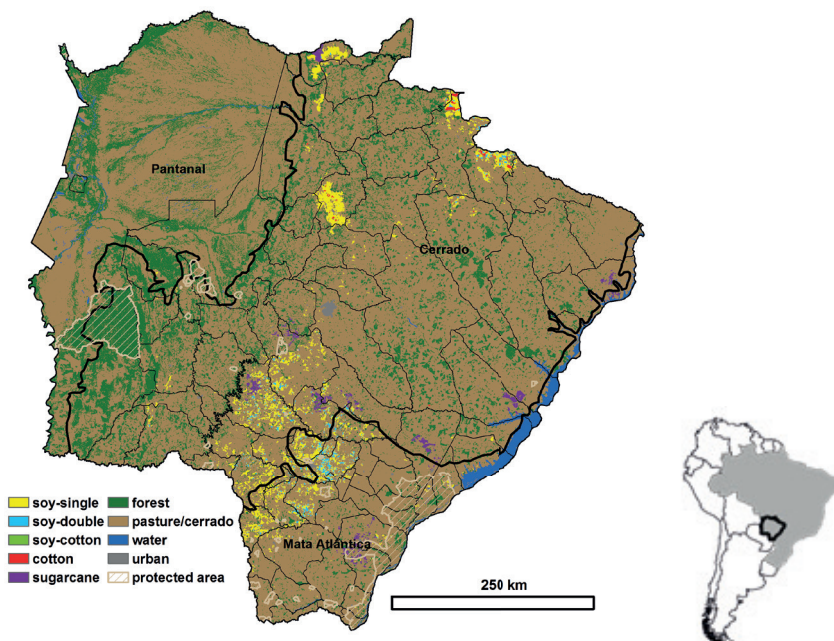 Pantanal
Cerrado
Mata Atlântica
soy-single
soy-double
soy-cotton
cotton
sugarcane
forest
pasture/cerrado
water
urban
protected area
250 km